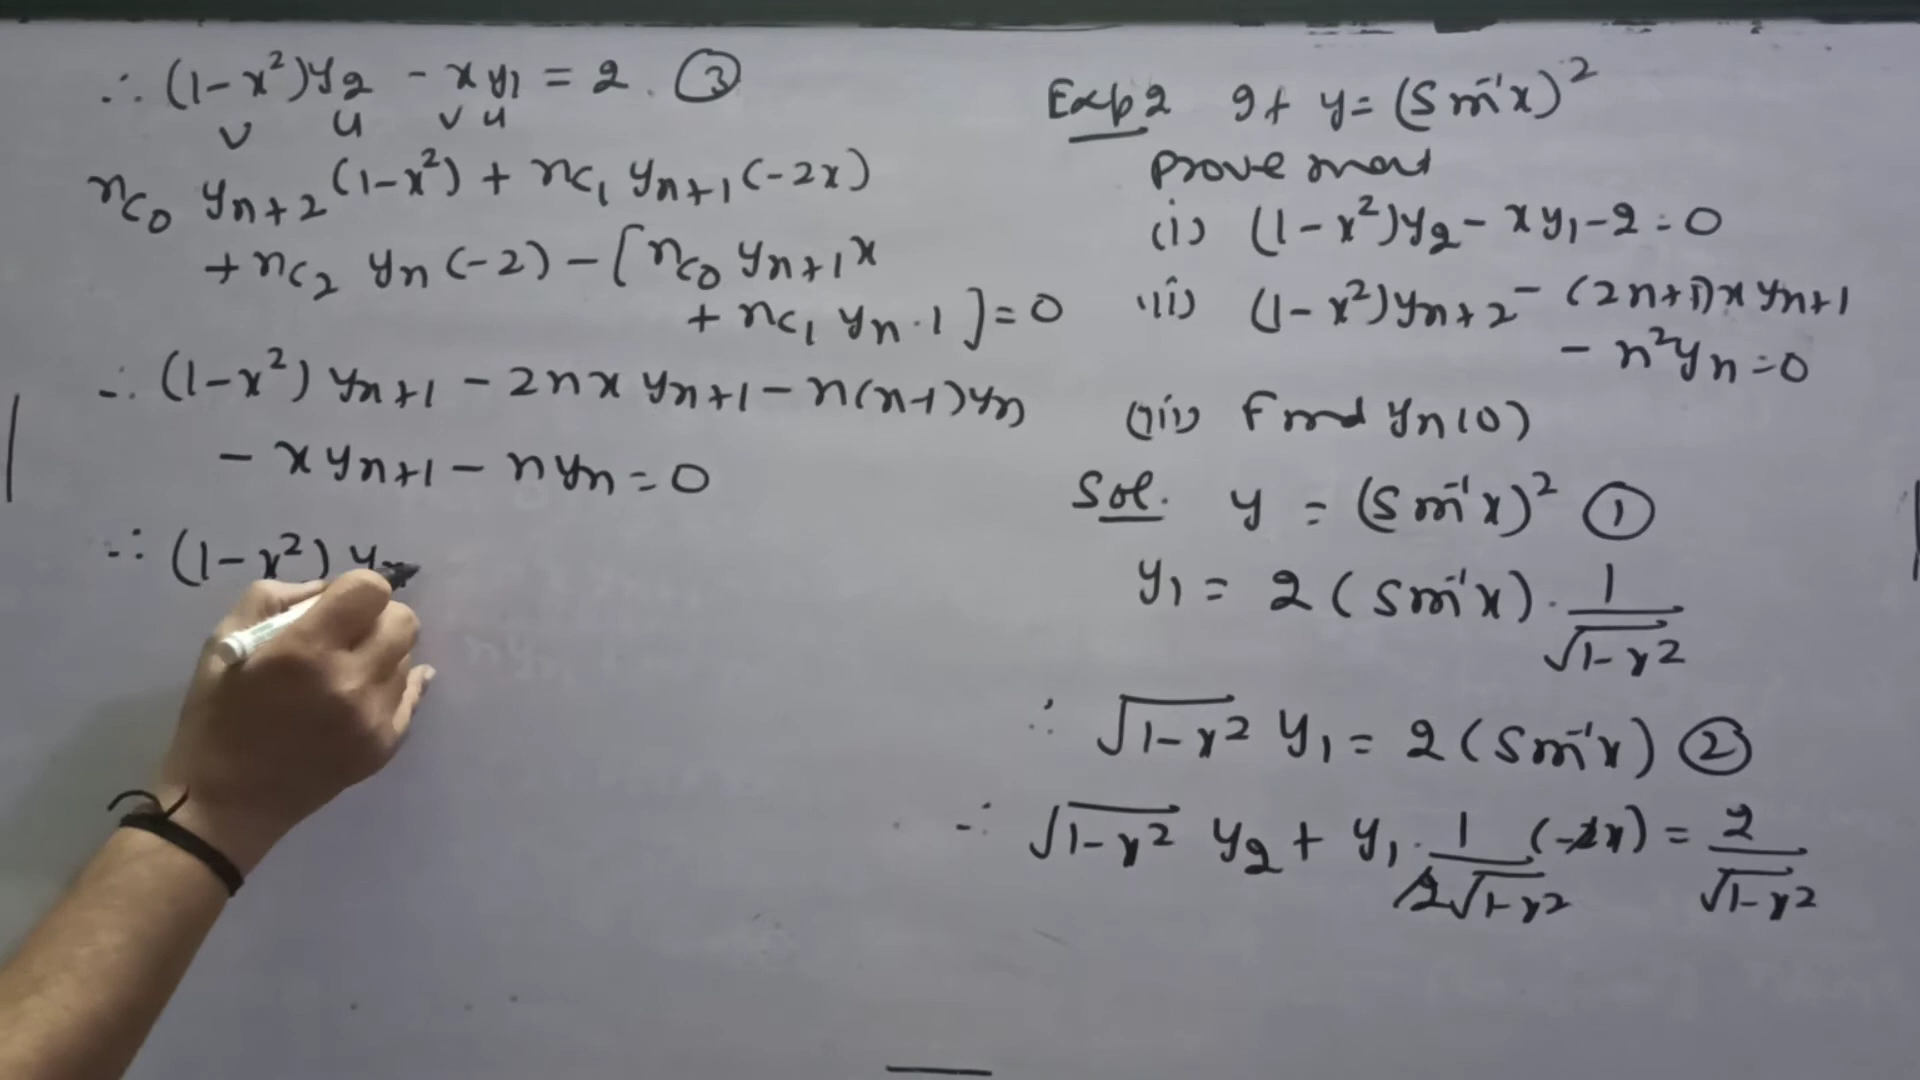 ∴ (1-x²)y₂ - xy₁ = 2. ③
v u v u
nc₀ yn+2 (1-x²) + nc₁ yn+1 (-2x)
+ nc₂ yn (-2) - [nc₀ yn+1 x
+ nc₁ yn · 1] = 0
∴ (1-x²) yn+1 - 2nx yn+1 - n(n-1)yn
- x yn+1 - nyn = 0
∴ (1-x²) y
Exp 2 If y = (Sin⁻¹x)²
Prove that
(i) (1-x²)y₂ - xy₁ - 2 = 0
(ii) (1-x²)yn+2 - (2n+1)x yn+1
- n²yn = 0
(iii) Find yn(0)
Sol. y = (Sin⁻¹x)² ①
y₁ = 2(Sin⁻¹x) · 1/√1-x²
∴ √1-x² y₁ = 2(Sin⁻¹x) ②
∴ √1-x² y₂ + y₁ · 1/2√1-x² (-2x) = 2/√1-x²